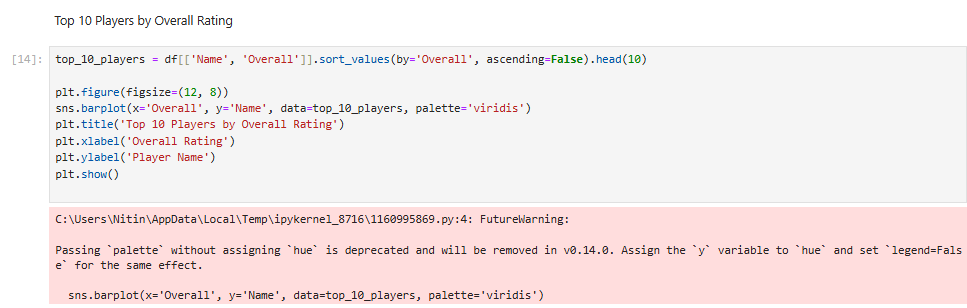 Top 10 Players by Overall Rating
[14]: top_10_players = df[['Name', 'Overall']].sort_values(by='Overall', ascending=False).head(10)
plt.figure(figsize=(12, 8))
sns.barplot(x='Overall', y='Name', data=top_10_players, palette='viridis')
plt.title('Top 10 Players by Overall Rating')
plt.xlabel('Overall Rating')
plt.ylabel('Player Name')
plt.show()
C:\Users\Nitin\AppData\Local\Temp\ipykernel_8716\1160995869.py:4: FutureWarning:
Passing `palette` without assigning `hue` is deprecated and will be removed in v0.14.0. Assign the `y` variable to `hue` and set `legend=Fals
e` for the same effect.
sns.barplot(x='Overall', y='Name', data=top_10_players, palette='viridis')